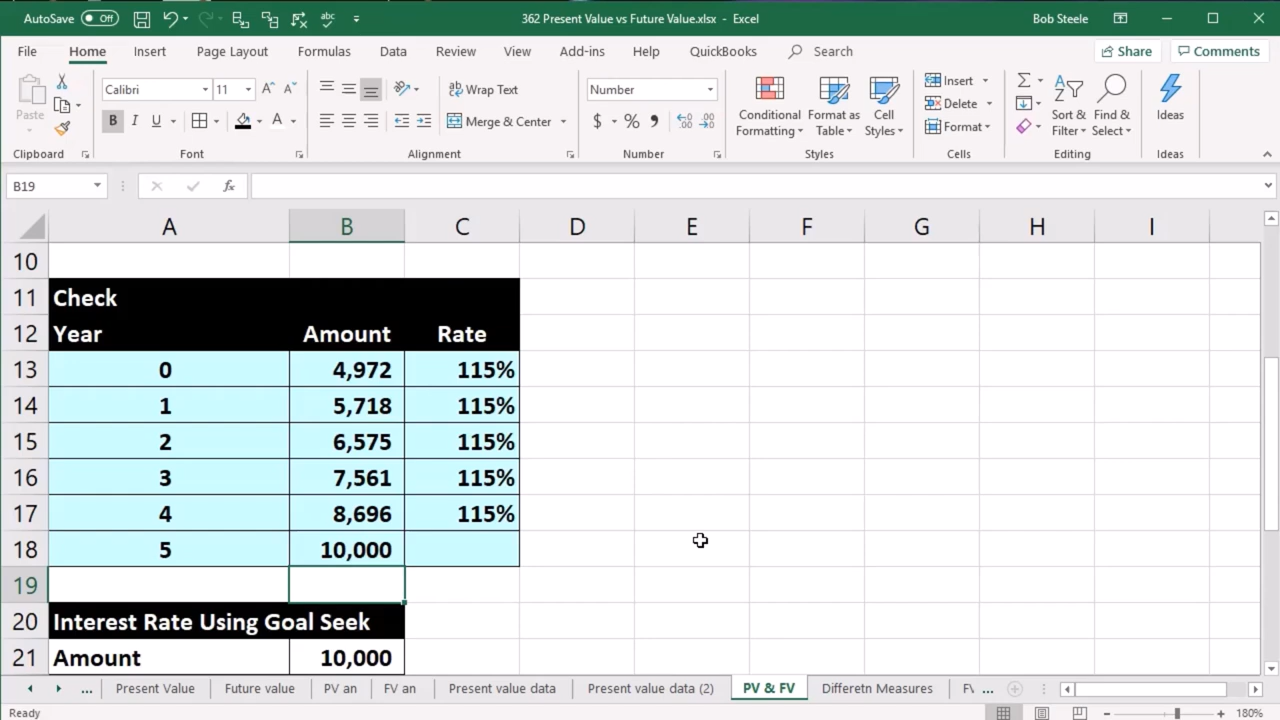 AutoSave Off 362 Present Value vs Future Value.xlsx - Excel Bob Steele
File Home Insert Page Layout Formulas Data Review View Add-ins Help QuickBooks Search Share Comments
Paste Calibri 11 A A Wrap Text Number Conditional Format as Cell Insert Σ Sort & Find & Ideas
B I U A Merge & Center $ % Formatting Table Styles Delete Filter Select
Format
Clipboard Font Alignment Number Styles Cells Editing Ideas
B19 fx
A B C D E F G H I
10
11 Check
12 Year Amount Rate
13 0 4,972 115%
14 1 5,718 115%
15 2 6,575 115%
16 3 7,561 115%
17 4 8,696 115%
18 5 10,000
19
20 Interest Rate Using Goal Seek
21 Amount 10,000
... Present Value Future value PV an FV an Present value data Present value data (2) PV & FV Differetn Measures FV ...
Ready 180%